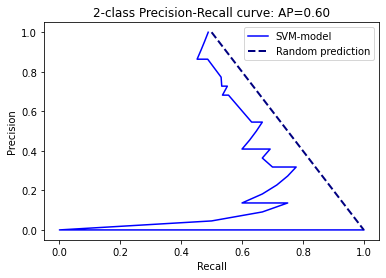 2-class Precision-Recall curve: AP=0.60
SVM-model
Random prediction
Precision
1.0
0.8
0.6
0.4
0.2
0.0
0.0 0.2 0.4 0.6 0.8 1.0
Recall